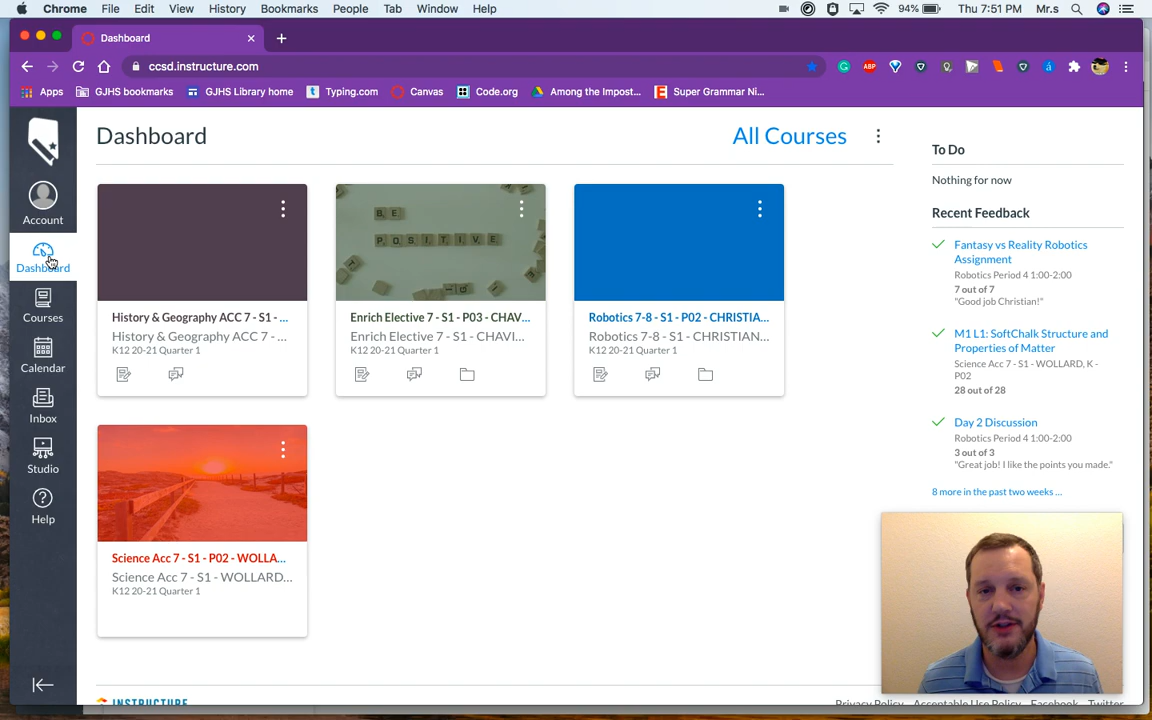 Chrome File Edit View History Bookmarks People Tab Window Help 94% Thu 7:51 PM Mr.s
Dashboard
ccsd.instructure.com
Apps GJHS bookmarks GJHS Library home Typing.com Canvas Code.org Among the Impost... Super Grammar Ni...
Account
Dashboard
Courses
Calendar
Inbox
Studio
Help
Dashboard
All Courses
BE
POSITIVE
History & Geography ACC 7 - S1 - ...
History & Geography ACC 7 - ...
K12 20-21 Quarter 1
Enrich Elective 7 - S1 - P03 - CHAV...
Enrich Elective 7 - S1 - CHAVI...
K12 20-21 Quarter 1
Robotics 7-8 - S1 - P02 - CHRISTIA...
Robotics 7-8 - S1 - CHRISTIAN...
K12 20-21 Quarter 1
Science Acc 7 - S1 - P02 - WOLLA...
Science Acc 7 - S1 - WOLLARD...
K12 20-21 Quarter 1
To Do
Nothing for now
Recent Feedback
Fantasy vs Reality Robotics
Assignment
Robotics Period 4 1:00-2:00
7 out of 7
"Good job Christian!"
M1 L1: SoftChalk Structure and
Properties of Matter
Science Acc 7 - S1 - WOLLARD, K -
P02
28 out of 28
Day 2 Discussion
Robotics Period 4 1:00-2:00
3 out of 3
"Great job! I like the points you made."
8 more in the past two weeks ...
INSTRUCTURE
Privacy Policy Acceptable Use Policy Facebook Twitter